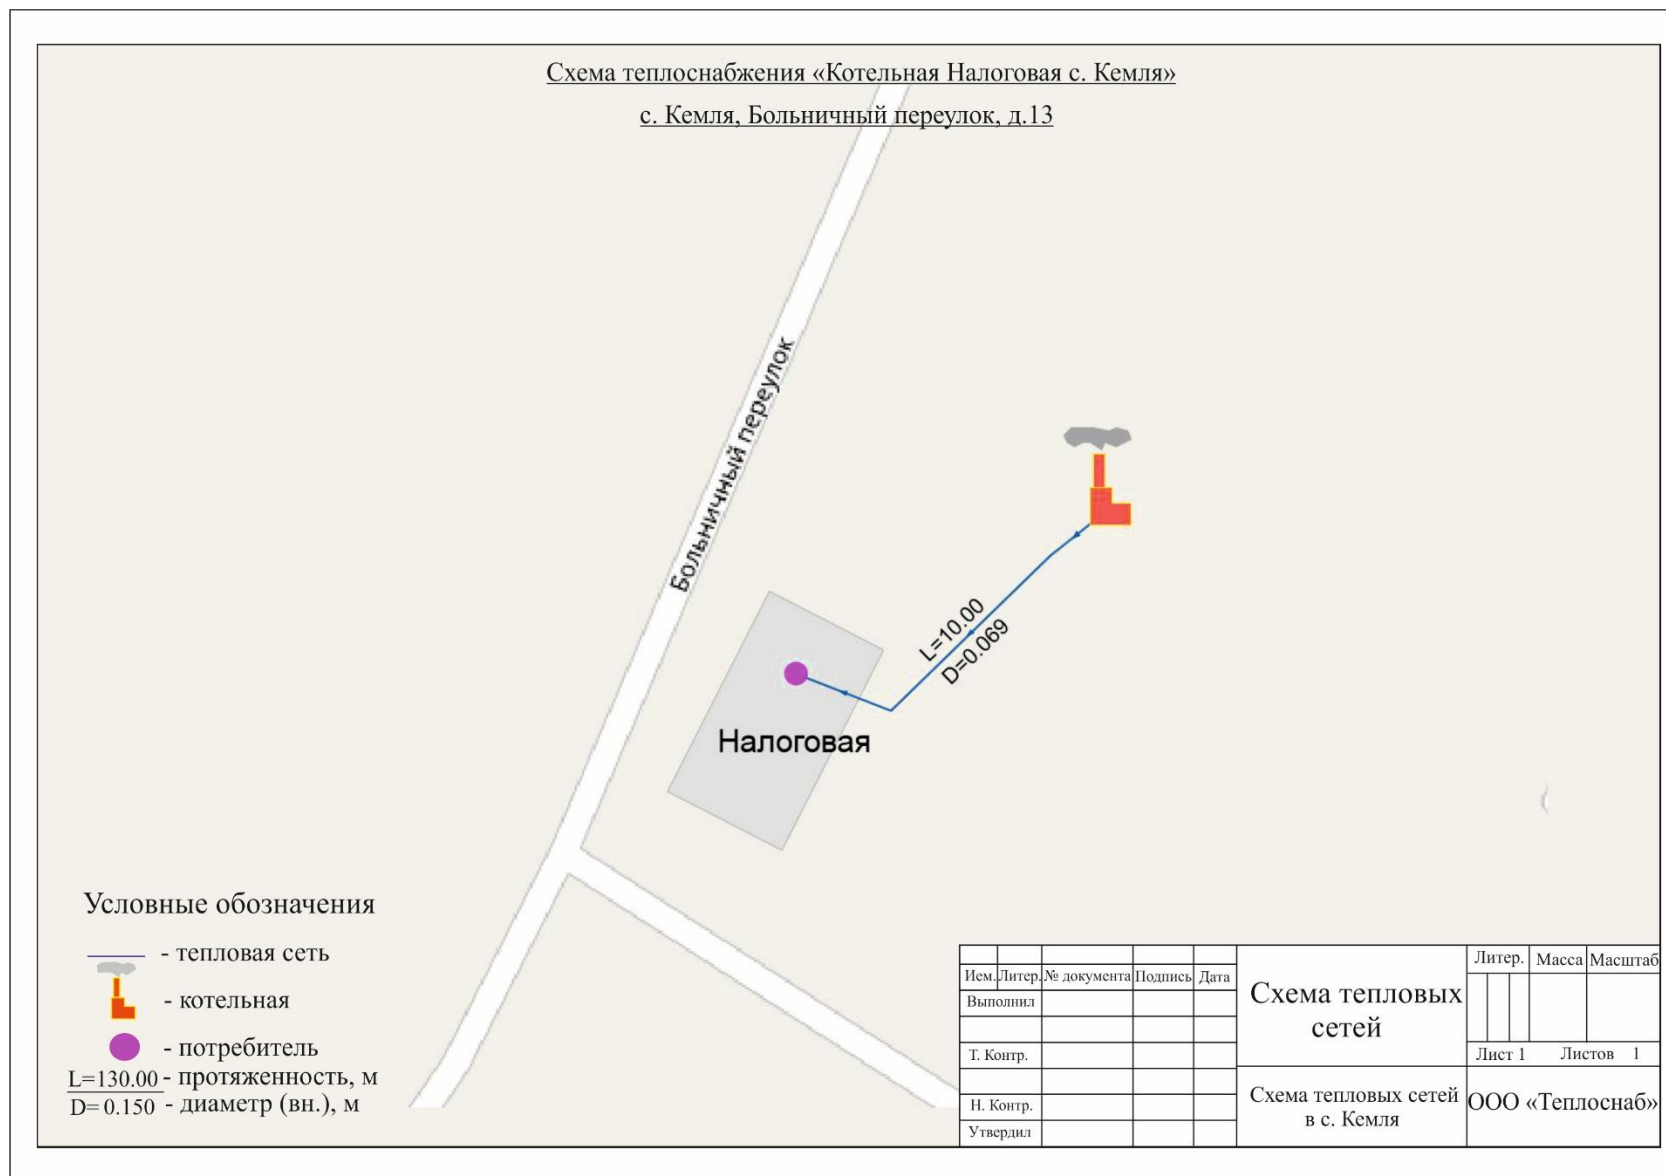 Схема теплоснабжения «Котельная Налоговая с. Кемля»
с. Кемля, Больничный переулок, д.13
Больничный переулок
L=10.00
D=0.069
Налоговая
Условные обозначения
- тепловая сеть
- котельная
- потребитель
L=130.00 - протяженность, м
D= 0.150 - диаметр (вн.), м
Ием. Литер. № документа Подпись Дата
Выполнил
Т. Контр.
Н. Контр.
Утвердил
Схема тепловых
сетей
Литер. Масса Масштаб
Лист 1 Листов 1
Схема тепловых сетей
в с. Кемля
ООО «Теплоснаб»